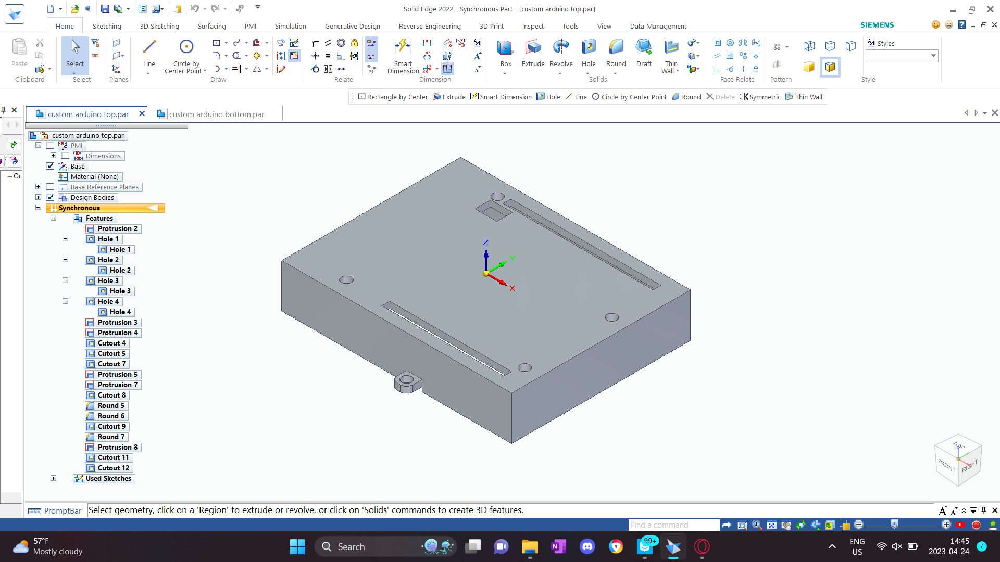 Solid Edge 2022 - Synchronous Part - [custom arduino top.par]
Home Sketching 3D Sketching Surfacing PMI Simulation Generative Design Reverse Engineering 3D Print Inspect Tools View Data Management SIEMENS
Paste Select Line Circle by Center Point Smart Dimension Box Extrude Revolve Hole Round Draft Thin Wall Styles
Clipboard Select Planes Draw Relate Dimension Solids Face Relate Pattern Style
Rectangle by Center Extrude Smart Dimension Hole Line Circle by Center Point Round Delete Symmetric Thin Wall
custom arduino top.par custom arduino bottom.par
custom arduino top.par
PMI
Dimensions
Base
Qu
Material (None)
Base Reference Planes
Design Bodies
Synchronous
Features
Protrusion 2
Hole 1
Hole 1
Hole 2
Hole 2
Hole 3
Hole 3
Hole 4
Hole 4
Protrusion 3
Protrusion 4
Cutout 4
Cutout 5
Cutout 7
Protrusion 5
Protrusion 7
Cutout 8
Round 5
Round 6
Cutout 9
Round 7
Protrusion 8
Cutout 11
Cutout 12
Used Sketches
Z
Y
X
TOP
FRONT RIGHT
PromptBar Select geometry, click on a 'Region' to extrude or revolve, or click on 'Solids' commands to create 3D features.
Find a command
57°F
Mostly cloudy
Search
99+
ENG
US
14:45
2023-04-24
7